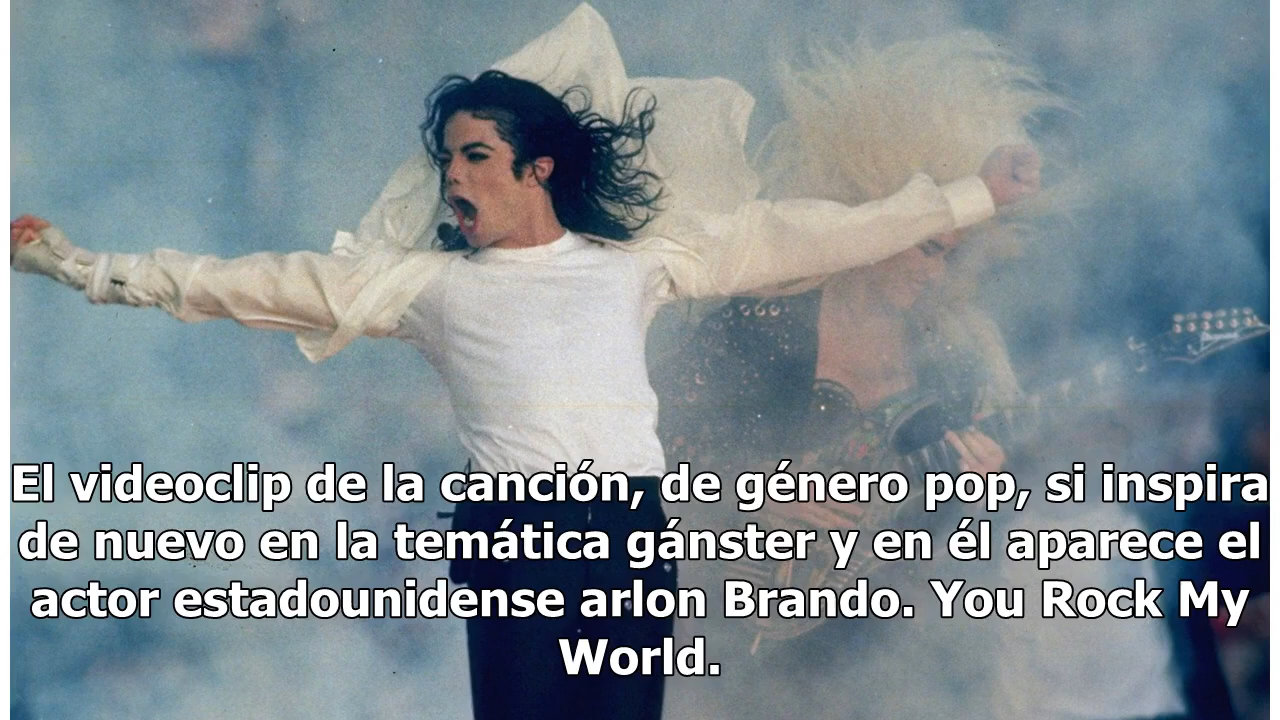 El videoclip de la canción, de género pop, si inspira
de nuevo en la temática gánster y en él aparece el
actor estadounidense arlon Brando. You Rock My
World.